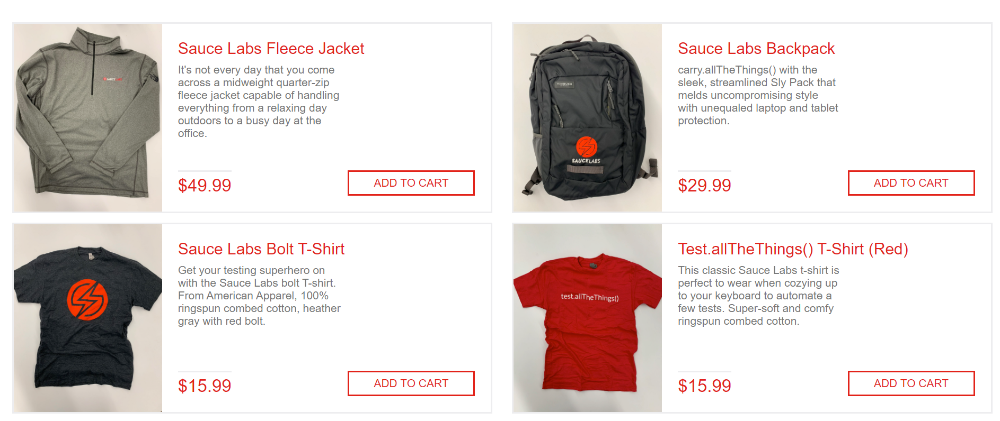 SAUCELABS
Sauce Labs Fleece Jacket
It's not every day that you come
across a midweight quarter-zip
fleece jacket capable of handling
everything from a relaxing day
outdoors to a busy day at the
office.
$49.99
ADD TO CART
TIMBUK2
SAUCELABS
Sauce Labs Backpack
carry.allTheThings() with the
sleek, streamlined Sly Pack that
melds uncompromising style
with unequaled laptop and tablet
protection.
$29.99
ADD TO CART
Sauce Labs Bolt T-Shirt
Get your testing superhero on
with the Sauce Labs bolt T-shirt.
From American Apparel, 100%
ringspun combed cotton, heather
gray with red bolt.
$15.99
ADD TO CART
test.allTheThings()
Test.allTheThings() T-Shirt (Red)
This classic Sauce Labs t-shirt is
perfect to wear when cozying up
to your keyboard to automate a
few tests. Super-soft and comfy
ringspun combed cotton.
$15.99
ADD TO CART